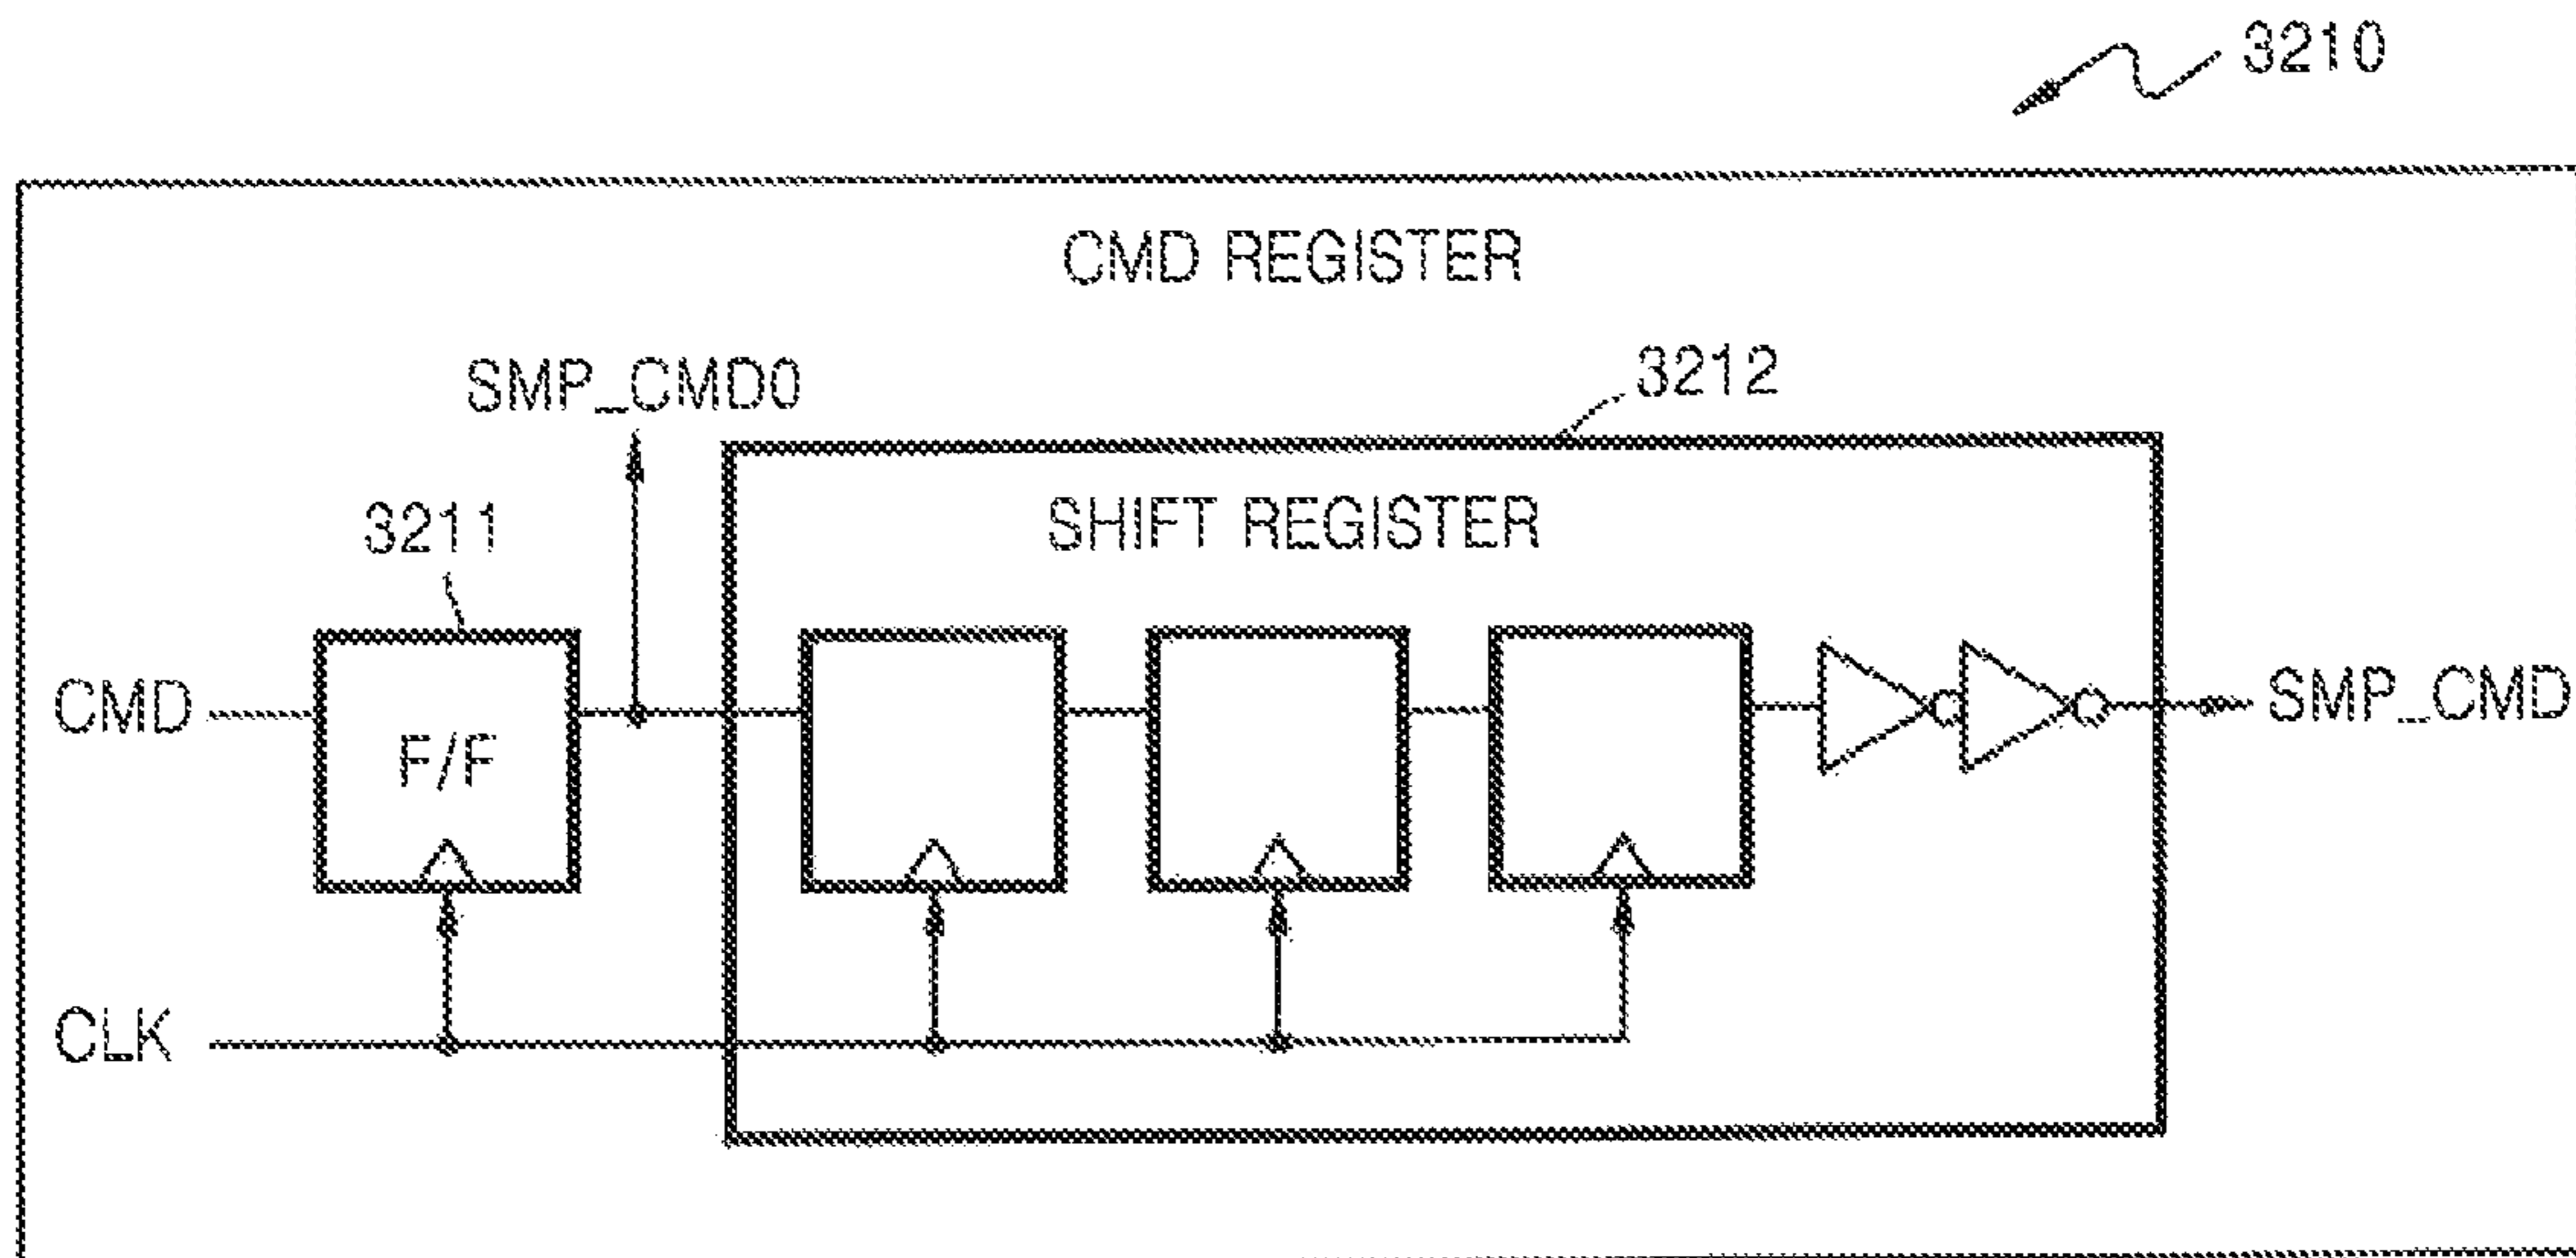 3210
CMD REGISTER
SMP_CMD0
3212
3211
SHIFT REGISTER
CMD
F/F
SMP_CMD
CLK